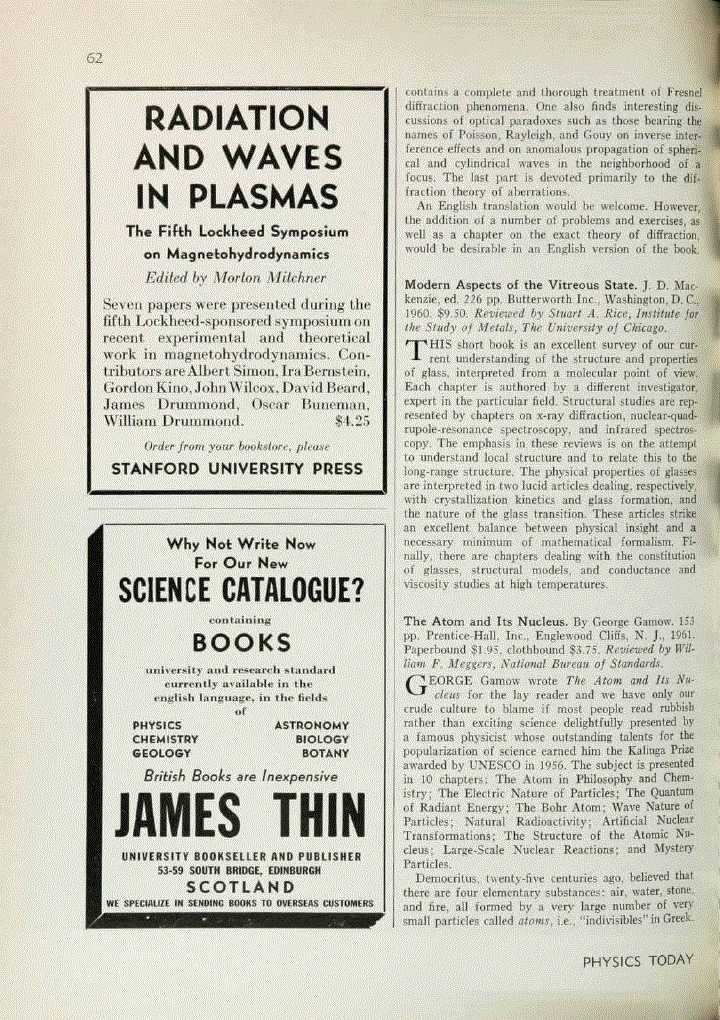 62
RADIATION
AND WAVES
IN PLASMAS
The Fifth Lockheed Symposium
on Magnetohydrodynamics
Edited by Morton Mitchner
Seven papers were presented during the
fifth Lockheed-sponsored symposium on
recent experimental and theoretical
work in magnetohydrodynamics. Con-
tributors are Albert Simon, Ira Bernstein,
Gordon Kino, John Wilcox, David Beard,
James Drummond, Oscar Buneman,
William Drummond. $4.25
Order from your bookstore, please
STANFORD UNIVERSITY PRESS
Why Not Write Now
For Our New
SCIENCE CATALOGUE?
containing
BOOKS
university and research standard
currently available in the
english language, in the fields
of
PHYSICS ASTRONOMY
CHEMISTRY BIOLOGY
GEOLOGY BOTANY
British Books are Inexpensive
JAMES THIN
UNIVERSITY BOOKSELLER AND PUBLISHER
53-59 SOUTH BRIDGE, EDINBURGH
SCOTLAND
WE SPECIALIZE IN SENDING BOOKS TO OVERSEAS CUSTOMERS
contains a complete and thorough treatment of Fresnel
diffraction phenomena. One also finds interesting dis-
cussions of optical paradoxes such as those bearing the
names of Poisson, Rayleigh, and Gouy on inverse inter-
ference effects and on anomalous propagation of spheri-
cal and cylindrical waves in the neighborhood of a
focus. The last part is devoted primarily to the dif-
fraction theory of aberrations.
An English translation would be welcome. However,
the addition of a number of problems and exercises, as
well as a chapter on the exact theory of diffraction,
would be desirable in an English version of the book.
Modern Aspects of the Vitreous State. J. D. Mac-
kenzie, ed. 226 pp. Butterworth Inc., Washington, D. C.,
1960. $9.50. Reviewed by Stuart A. Rice, Institute for
the Study of Metals, The University of Chicago.
THIS short book is an excellent survey of our cur-
rent understanding of the structure and properties
of glass, interpreted from a molecular point of view.
Each chapter is authored by a different investigator,
expert in the particular field. Structural studies are rep-
resented by chapters on x-ray diffraction, nuclear-quad-
rupole-resonance spectroscopy, and infrared spectros-
copy. The emphasis in these reviews is on the attempt
to understand local structure and to relate this to the
long-range structure. The physical properties of glasses
are interpreted in two lucid articles dealing, respectively,
with crystallization kinetics and glass formation, and
the nature of the glass transition. These articles strike
an excellent balance between physical insight and a
necessary minimum of mathematical formalism. Fi-
nally, there are chapters dealing with the constitution
of glasses, structural models, and conductance and
viscosity studies at high temperatures.
The Atom and Its Nucleus. By George Gamow. 153
pp. Prentice-Hall, Inc., Englewood Cliffs, N. J., 1961.
Paperbound $1.95, clothbound $3.75. Reviewed by Wil-
liam F. Meggers, National Bureau of Standards.
GEORGE Gamow wrote The Atom and Its Nu-
cleus for the lay reader and we have only our
crude culture to blame if most people read rubbish
rather than exciting science delightfully presented by
a famous physicist whose outstanding talents for the
popularization of science earned him the Kalinga Prize
awarded by UNESCO in 1956. The subject is presented
in 10 chapters: The Atom in Philosophy and Chem-
istry; The Electric Nature of Particles; The Quantum
of Radiant Energy; The Bohr Atom; Wave Nature of
Particles; Natural Radioactivity; Artificial Nuclear
Transformations; The Structure of the Atomic Nu-
cleus; Large-Scale Nuclear Reactions; and Mystery
Particles.
Democritus, twenty-five centuries ago, believed that
there are four elementary substances: air, water, stone,
and fire, all formed by a very large number of very
small particles called atoms, i.e., "indivisibles" in Greek.
PHYSICS TODAY